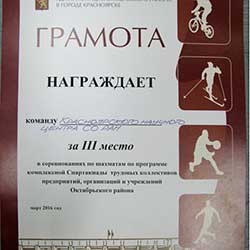 В ГОРОДЕ КРАСНОЯРСКЕ
ГРАМОТА
НАГРАЖДАЕТ
команду Красноярского научного
центра СО РАН
за III место
в соревнованиях по шахматам по программе
комплексной Спартакиады трудовых коллективов
предприятий, организаций и учреждений
Октябрьского района
март 2016 год